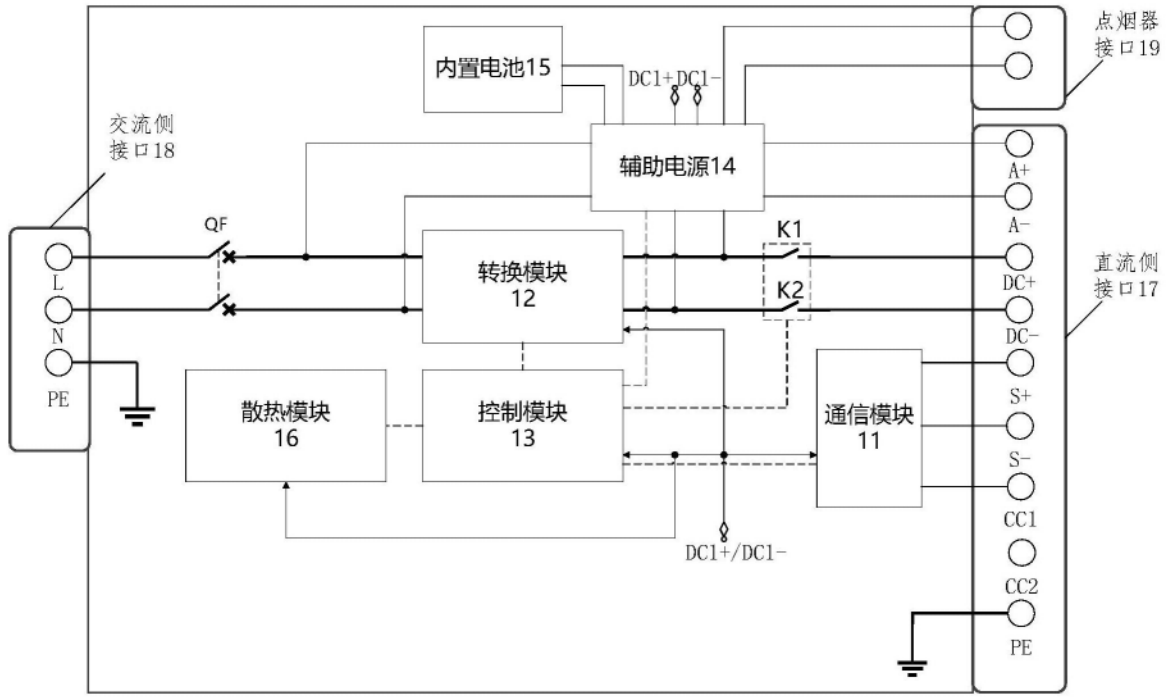 点烟器
接口19
内置电池15
DC1+DC1-
交流侧
接口18
辅助电源14
A+
A-
QF
K1
L
转换模块
12
DC+
直流侧
接口17
K2
N
DC-
PE
散热模块
16
控制模块
13
通信模块
11
S+
S-
CC1
DC1+/DC1-
CC2
PE